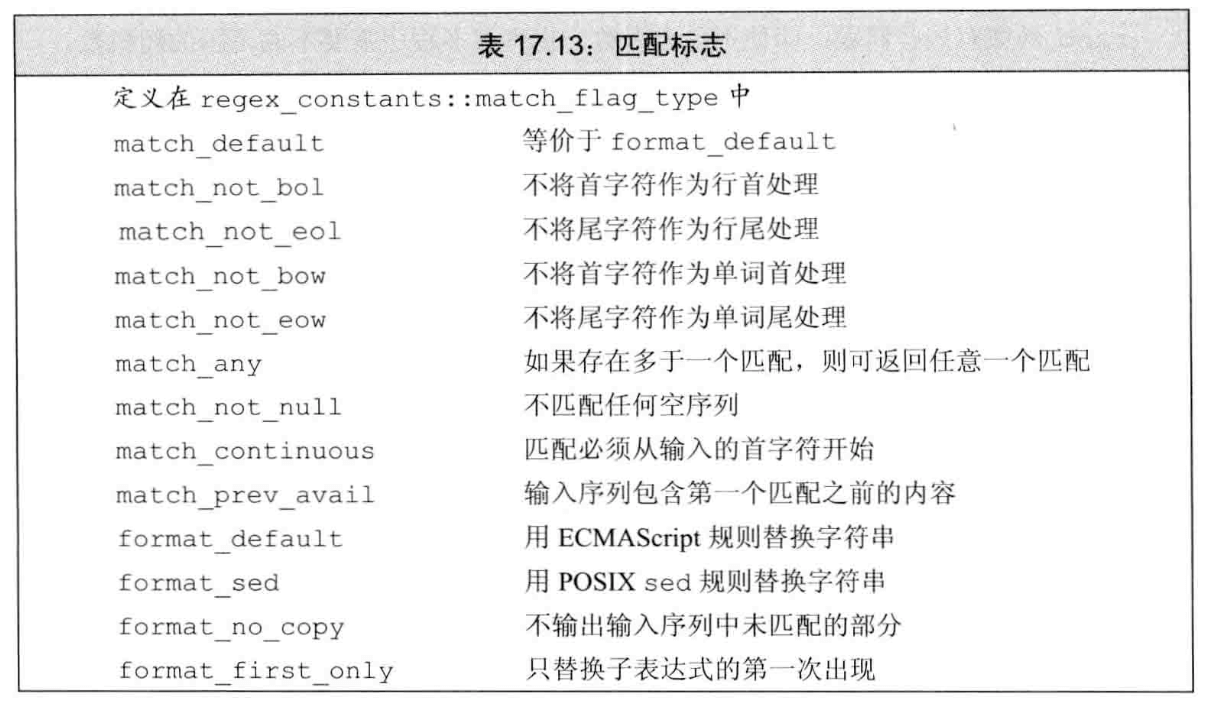 表 17.13：匹配标志
定义在 regex_constants::match_flag_type 中
match_default 等价于 format_default
match_not_bol 不将首字符作为行首处理
match_not_eol 不将尾字符作为行尾处理
match_not_bow 不将首字符作为单词首处理
match_not_eow 不将尾字符作为单词尾处理
match_any 如果存在多于一个匹配，则可返回任意一个匹配
match_not_null 不匹配任何空序列
match_continuous 匹配必须从输入的首字符开始
match_prev_avail 输入序列包含第一个匹配之前的内容
format_default 用 ECMAScript 规则替换字符串
format_sed 用 POSIX sed 规则替换字符串
format_no_copy 不输出输入序列中未匹配的部分
format_first_only 只替换子表达式的第一次出现